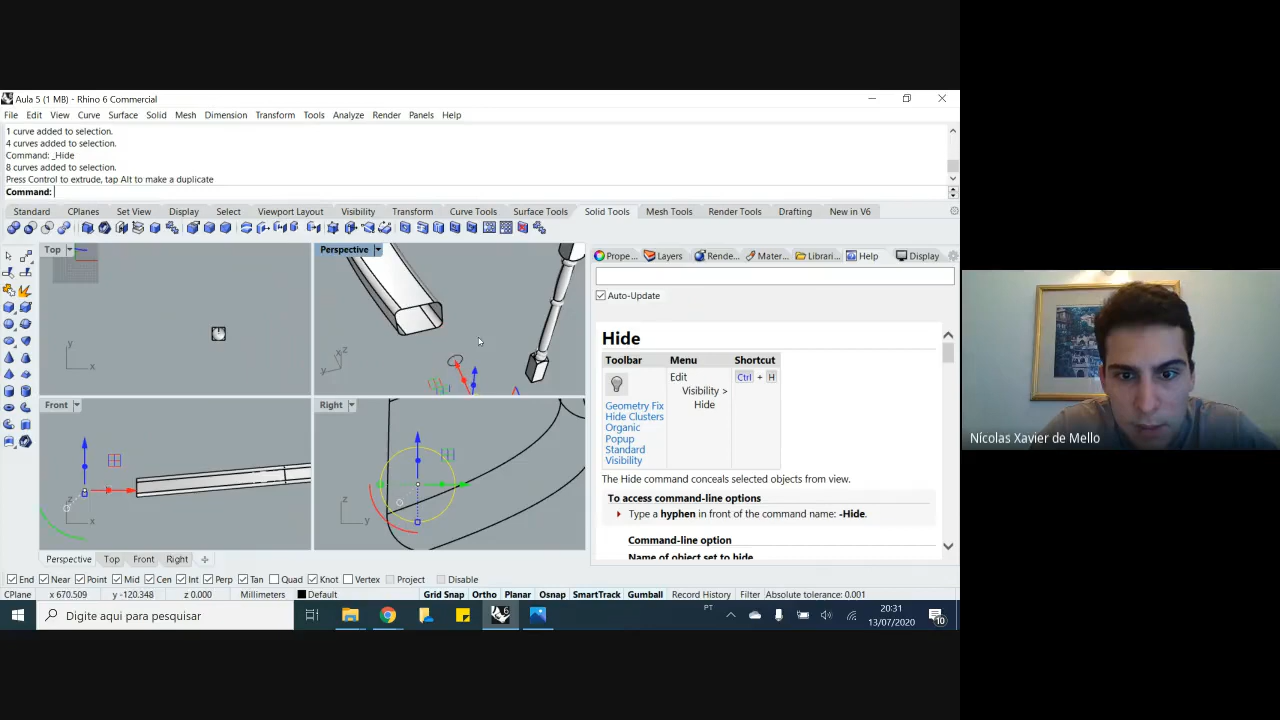 Aula 5 (1 MB) - Rhino 6 Commercial
File Edit View Curve Surface Solid Mesh Dimension Transform Tools Analyze Render Panels Help
1 curve added to selection.
4 curves added to selection.
Command: _Hide
8 curves added to selection.
Press Control to extrude, tap Alt to make a duplicate
Command:
Standard CPlanes Set View Display Select Viewport Layout Visibility Transform Curve Tools Surface Tools Solid Tools Mesh Tools Render Tools Drafting New in V6
Top
y
x
Perspective
z
x
y
Prope... Layers Rende... Mater... Librari... Help Display
Auto-Update
Hide
Toolbar Menu Shortcut
Geometry Fix
Hide Clusters
Organic
Popup
Standard
Visibility
Edit
Visibility >
Hide
Ctrl + H
The Hide command conceals selected objects from view.
To access command-line options
Type a hyphen in front of the command name: -Hide.
Command-line option
Name of object set to hide
Front
z
x
Right
z
y
Perspective Top Front Right
End Near Point Mid Cen Int Perp Tan Quad Knot Vertex Project Disable
CPlane x 670.509 y -120.348 z 0.000 Millimeters Default Grid Snap Ortho Planar Osnap SmartTrack Gumball Record History Filter Absolute tolerance: 0.001
Digite aqui para pesquisar
PT
20:31
13/07/2020
10
Nícolas Xavier de Mello